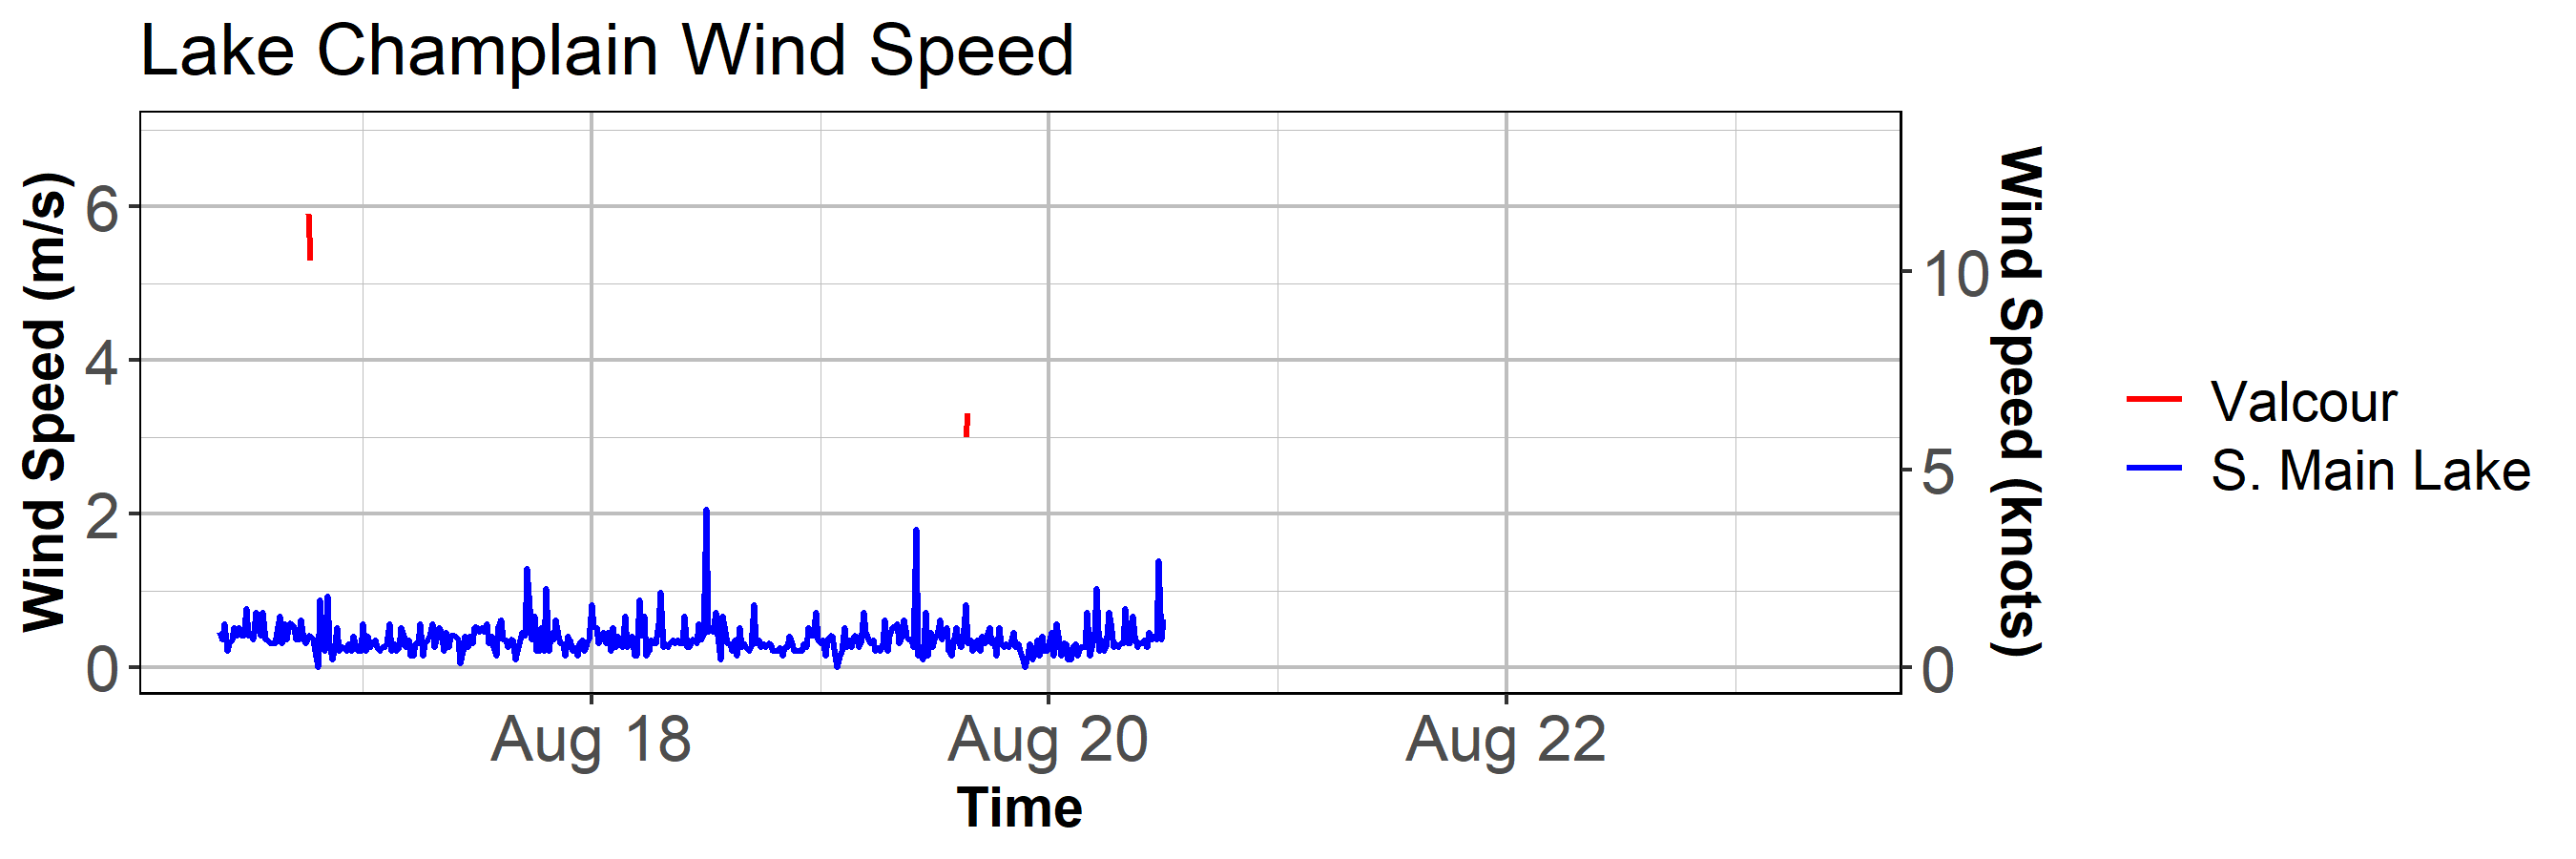 Lake Champlain Wind Speed
Wind Speed (m/s)
6
4
2
0
10
5
0
Wind Speed (knots)
Aug 18
Aug 20
Aug 22
Time
Valcour
S. Main Lake